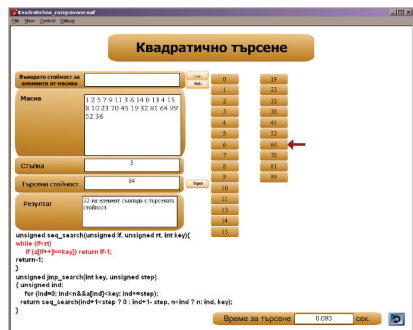 Kvadratichno_razigravane.swf
File View Control Debug
Квадратично търсене
Въведете стойност за
елемента от масива
Масив
1 2 5 7 9 11 3 6 14 0 13 4 15
8 10 23 70 45 19 32 81 64 99
52 36
Стъпка
5
Търсена стойност
64
Търси
Резултат
22-ия елемент съвпада с търсената
стойност.
0
1
2
3
4
5
6
7
8
9
10
11
13
14
15
19
23
32
36
45
52
64
70
81
99
unsigned seq_search(unsigned lf, unsigned rt, int key){
while (lf<rt)
if (a[lf++]==key)) return lf-1;
return-1;
}
unsigned jmp_search(int key, unsigned step)
{ unsigned ind;
for (ind=0; ind<n&&a[ind]<key; ind+=step);
return seq_search(ind+1<step ? 0 : ind+1- step, n<ind ? n: ind, key);
}
Време за търсене
0.093
сек.